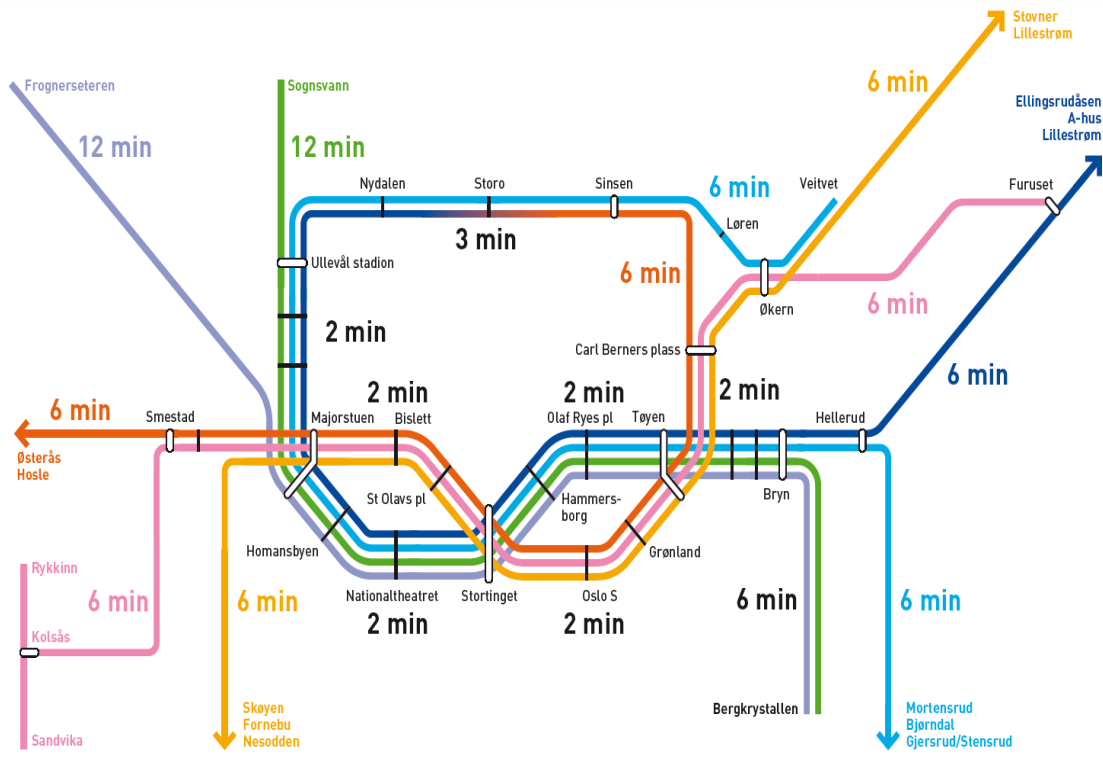 Stovner
Lillestrøm
6 min
Frognerseteren
Sognsvann
Ellingsrudåsen
A-hus
Lillestrøm
12 min
12 min
Nydalen
Storo
Sinsen
6 min
Veitvet
Furuset
Løren
3 min
Ullevål stadion
6 min
Økern
6 min
2 min
Carl Berners plass
6 min
2 min
2 min
2 min
6 min
Smestad
Majorstuen
Bislett
Olaf Ryes pl
Tøyen
Hellerud
Østerås
Hosle
St Olavs pl
Hammers-
borg
Bryn
Homansbyen
Grønland
Rykkinn
Nationaltheatret
Stortinget
Oslo S
6 min
6 min
2 min
2 min
6 min
6 min
Kolsås
Skøyen
Fornebu
Nesodden
Bergkrystallen
Mortensrud
Bjørndal
Gjersrud/Stensrud
Sandvika